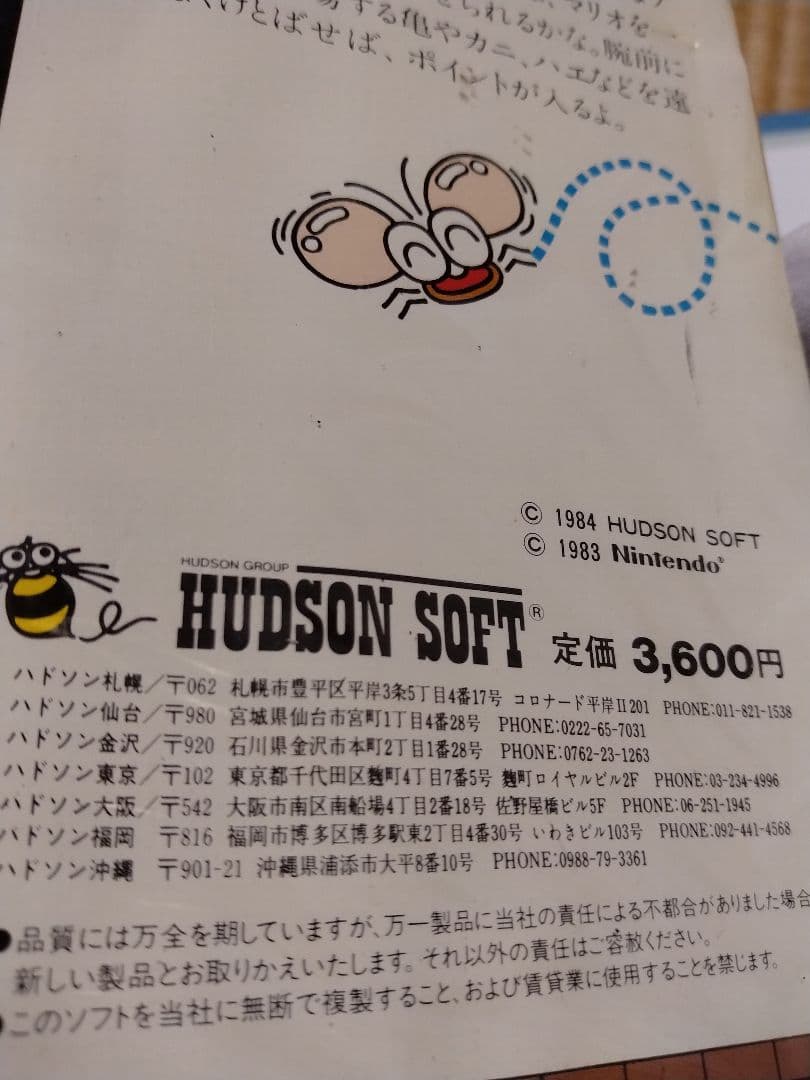 られるかな。腕前に
する亀やカニ、ハエなどを遠
けとばせば、ポイントが入るよ。
© 1984 HUDSON SOFT
© 1983 Nintendo®
HUDSON GROUP
HUDSON SOFT® 定価 3,600円
ハドソン札幌/〒062 札幌市豊平区平岸3条5丁目4番17号 コロナード平岸II201 PHONE:011-821-1538
ハドソン仙台/〒980 宮城県仙台市宮町1丁目4番28号 PHONE:0222-65-7031
ハドソン金沢/〒920 石川県金沢市本町2丁目1番28号 PHONE:0762-23-1263
ハドソン東京/〒102 東京都千代田区麹町4丁目7番5号 麹町ロイヤルビル2F PHONE:03-234-4996
ハドソン大阪/〒542 大阪市南区南船場4丁目2番18号 佐野屋橋ビル5F PHONE:06-251-1945
ハドソン福岡 〒816 福岡市博多区博多駅東2丁目4番30号 いわきビル103号 PHONE:092-441-4568
ハドソン沖縄 〒901-21 沖縄県浦添市大平8番10号 PHONE:0988-79-3361
●品質には万全を期していますが、万一製品に当社の責任による不都合がありました場合
新しい製品とお取りかえいたします。それ以外の責任はご容赦ください。
●このソフトを当社に無断で複製すること、および賃貸業に使用することを禁じます。